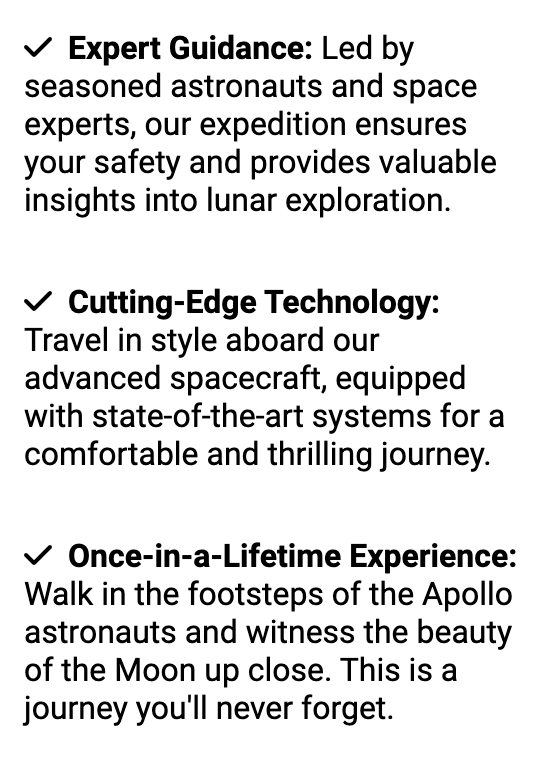 ✓ Expert Guidance: Led by
seasoned astronauts and space
experts, our expedition ensures
your safety and provides valuable
insights into lunar exploration.
✓ Cutting-Edge Technology:
Travel in style aboard our
advanced spacecraft, equipped
with state-of-the-art systems for a
comfortable and thrilling journey.
✓ Once-in-a-Lifetime Experience:
Walk in the footsteps of the Apollo
astronauts and witness the beauty
of the Moon up close. This is a
journey you'll never forget.